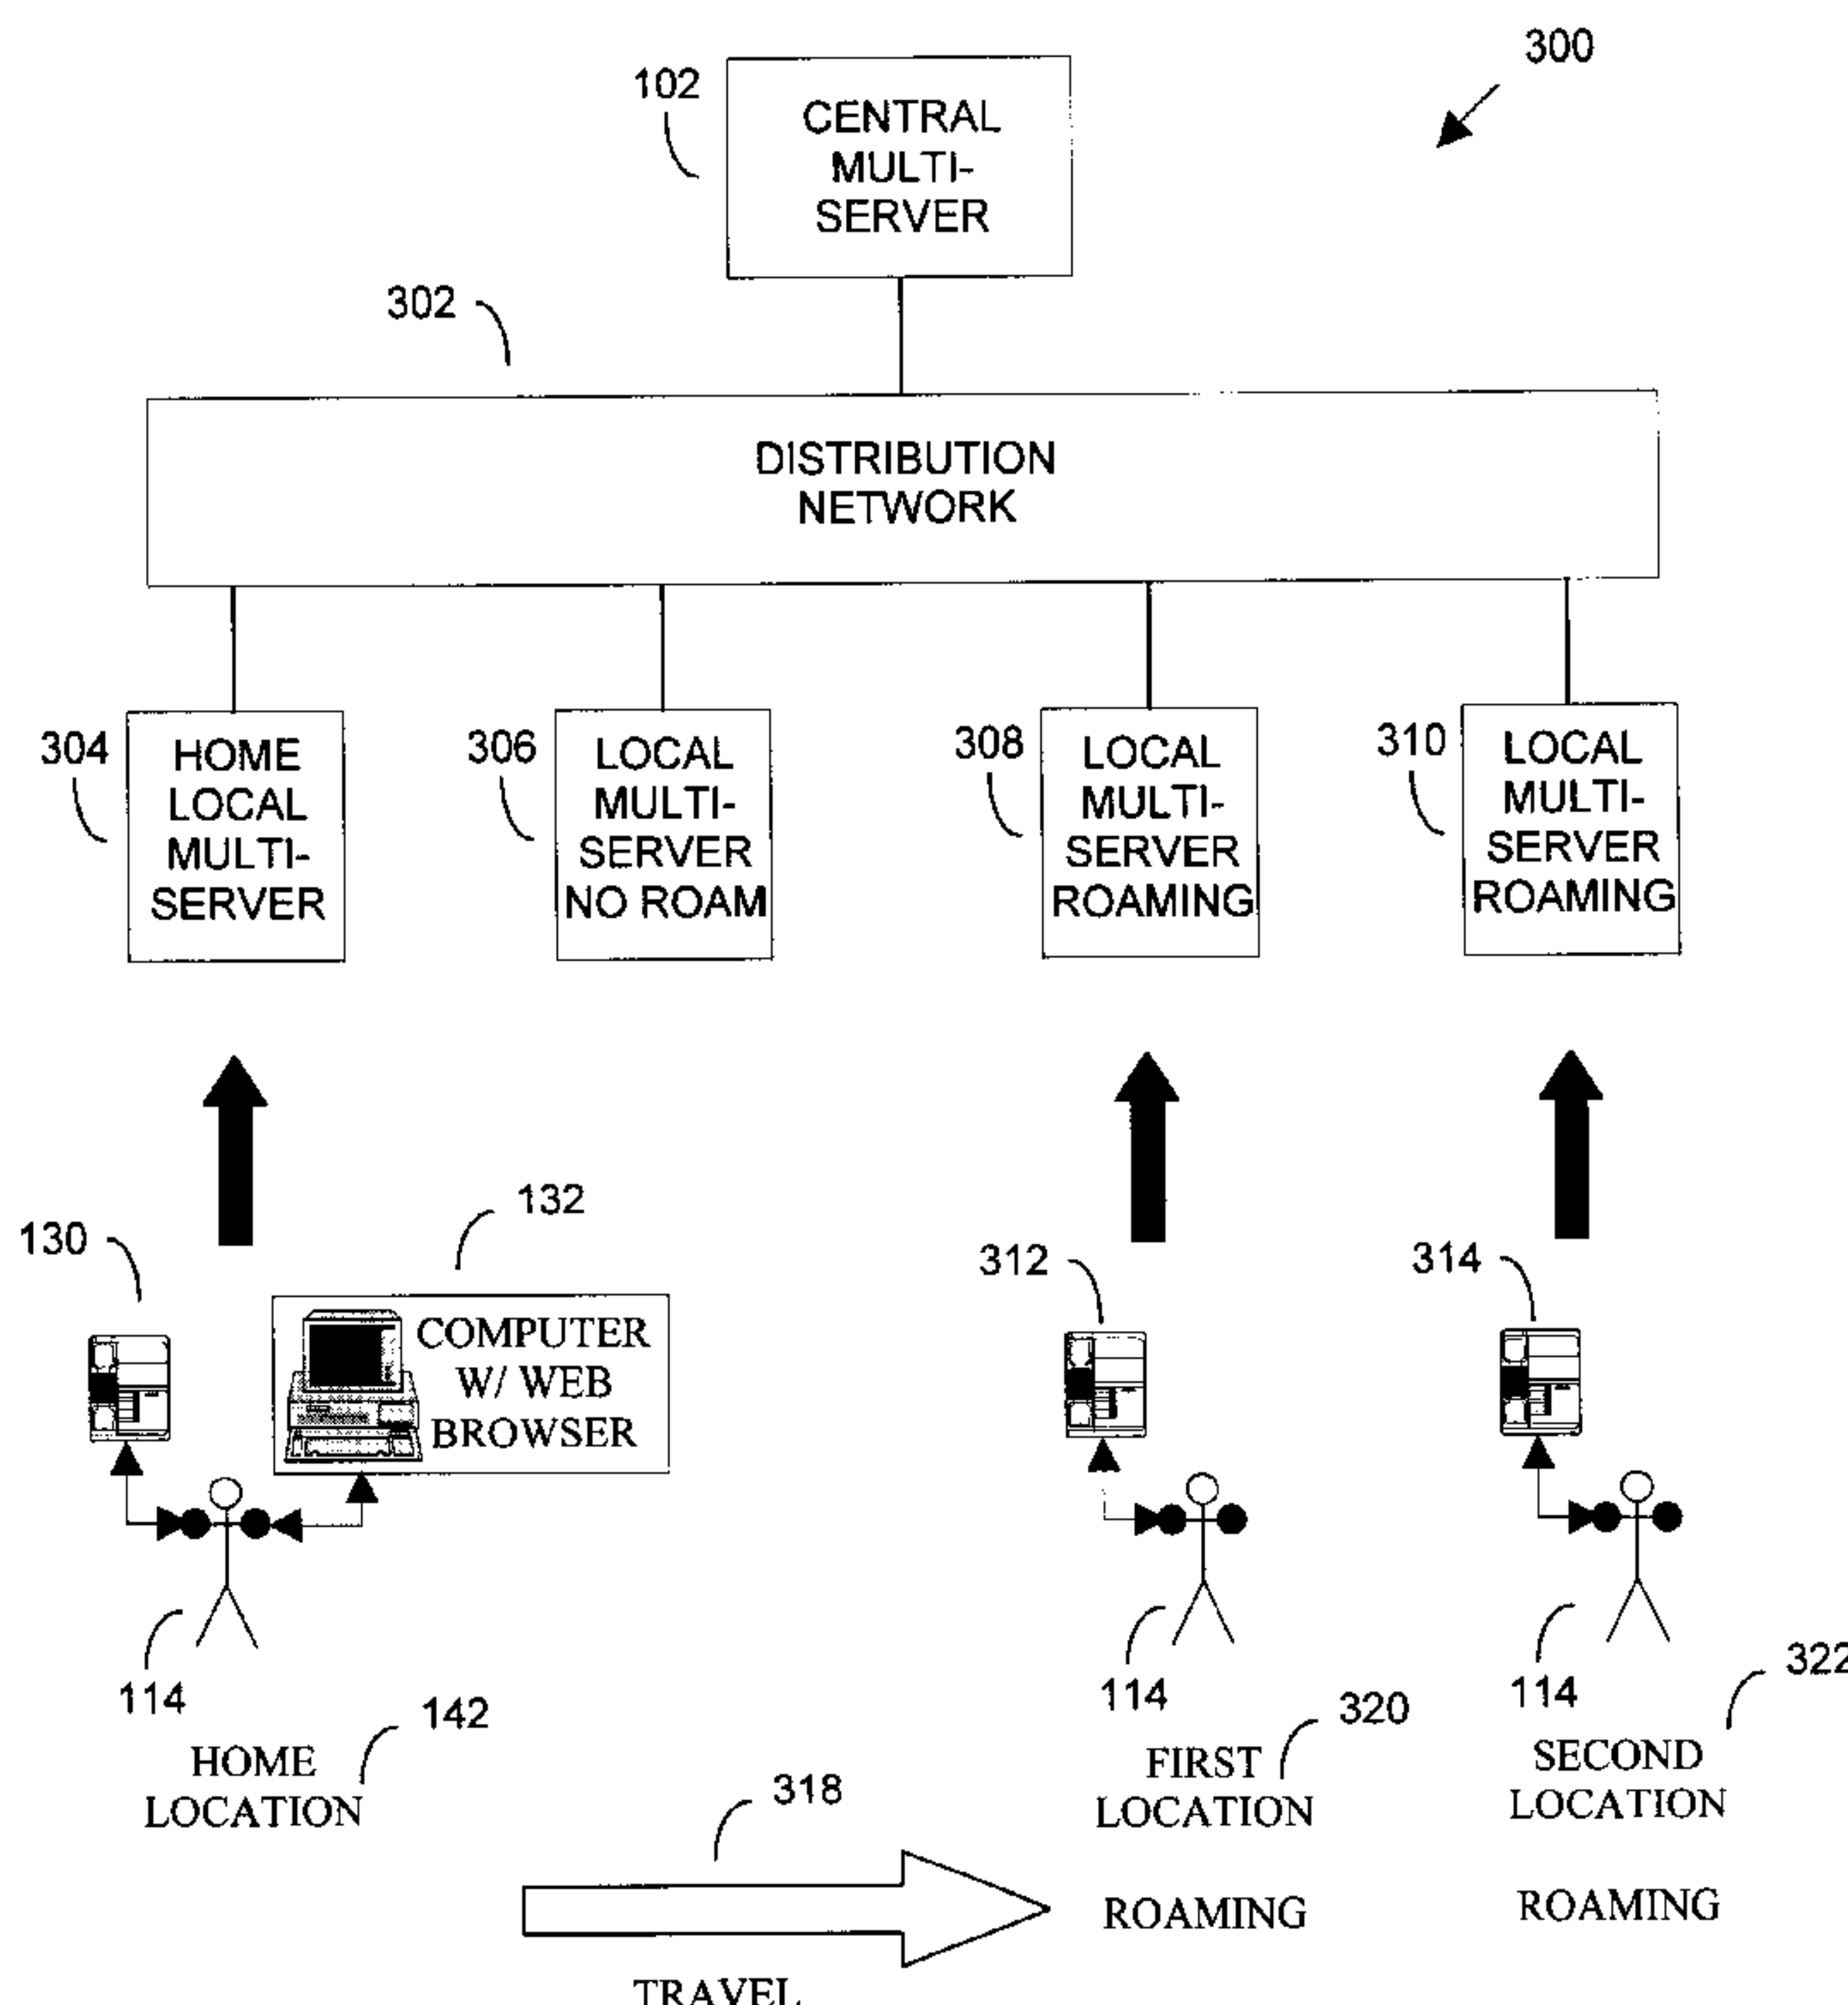 300
102
CENTRAL
MULTI-
SERVER
302
DISTRIBUTION
NETWORK
304
HOME
LOCAL
MULTI-
SERVER
306
LOCAL
MULTI-
SERVER
NO ROAM
308
LOCAL
MULTI-
SERVER
ROAMING
310
LOCAL
MULTI-
SERVER
ROAMING
130
132
COMPUTER
W/ WEB
BROWSER
312
314
114
142
HOME
LOCATION
114
320
FIRST
LOCATION
ROAMING
114
322
SECOND
LOCATION
ROAMING
318
TRAVEL